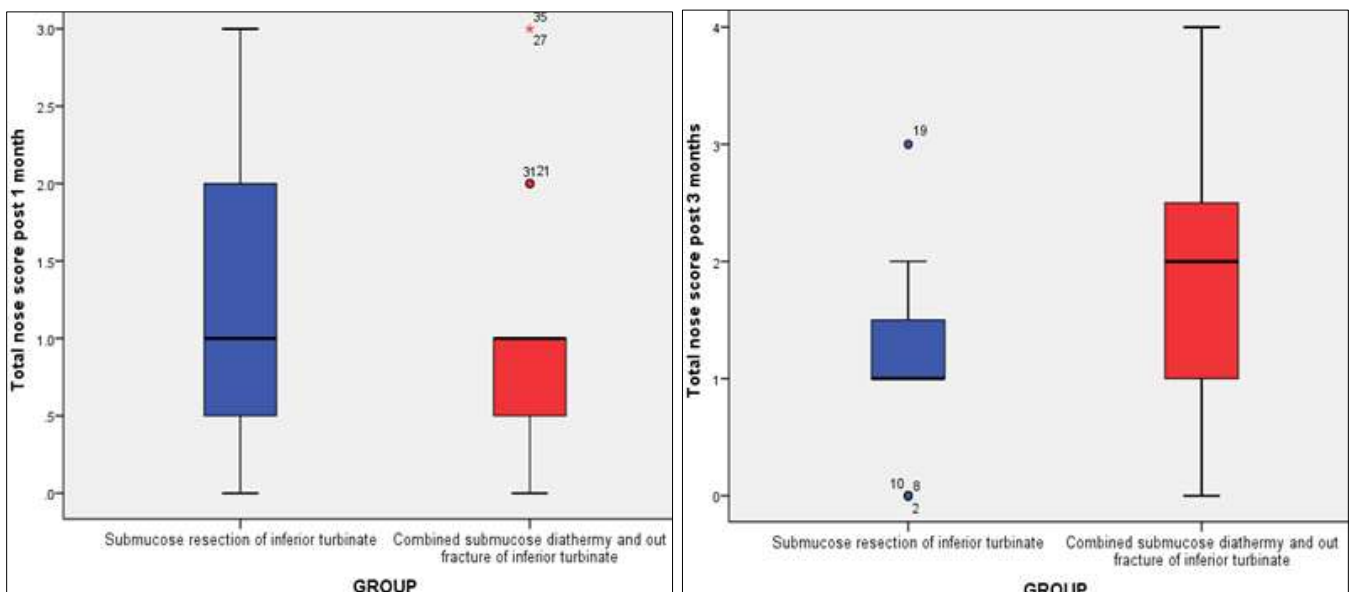 Total nose score post 1 month
3.0
2.5
2.0
1.5
1.0
.5
.0
35
27
3121
Submucose resection of inferior turbinate
Combined submucose diathermy and out
fracture of inferior turbinate
GROUP
Total nose score post 3 months
4
3
2
1
0
19
10 8
2
Submucose resection of inferior turbinate
Combined submucose diathermy and out
fracture of inferior turbinate
GROUP